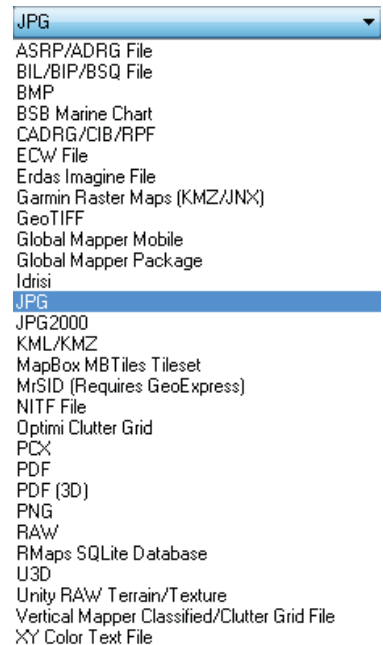 JPG
ASRP/ADRG File
BIL/BIP/BSQ File
BMP
BSB Marine Chart
CADRG/CIB/RPF
ECW File
Erdas Imagine File
Garmin Raster Maps (KMZ/JNX)
GeoTIFF
Global Mapper Mobile
Global Mapper Package
Idrisi
JPG
JPG2000
KML/KMZ
MapBox MBTiles Tileset
MrSID (Requires GeoExpress)
NITF File
Optimi Clutter Grid
PCX
PDF
PDF (3D)
PNG
RAW
RMaps SQLite Database
U3D
Unity RAW Terrain/Texture
Vertical Mapper Classified/Clutter Grid File
XY Color Text File